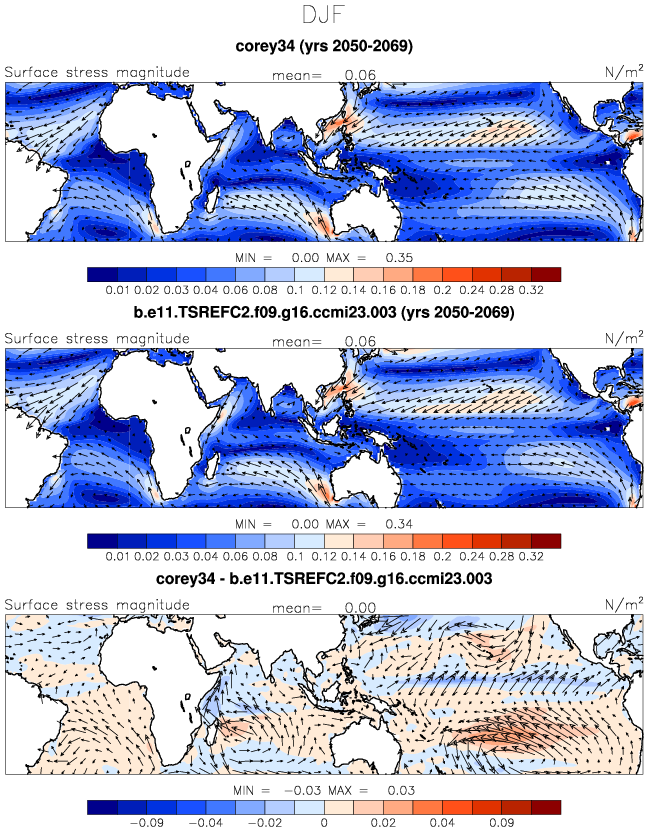 DJF
corey34 (yrs 2050-2069)
Surface stress magnitude mean= 0.06 N/m²
MIN = 0.00 MAX = 0.35
0.01 0.02 0.03 0.04 0.06 0.08 0.1 0.12 0.14 0.16 0.18 0.2 0.24 0.28 0.32
b.e11.TSREFC2.f09.g16.ccmi23.003 (yrs 2050-2069)
Surface stress magnitude mean= 0.06 N/m²
MIN = 0.00 MAX = 0.34
0.01 0.02 0.03 0.04 0.06 0.08 0.1 0.12 0.14 0.16 0.18 0.2 0.24 0.28 0.32
corey34 - b.e11.TSREFC2.f09.g16.ccmi23.003
Surface stress magnitude mean= 0.00 N/m²
MIN = −0.03 MAX = 0.03
−0.09 −0.04 −0.02 0 0.02 0.04 0.09